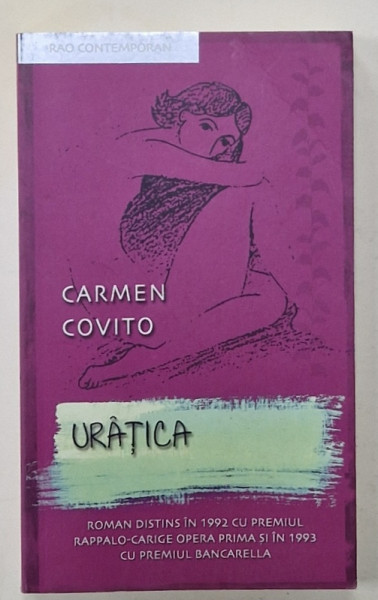 RAO CONTEMPORAN
CARMEN
COVITO
URÂȚICA
ROMAN DISTINS ÎN 1992 CU PREMIUL
RAPPALO-CARIGE OPERA PRIMA ȘI ÎN 1993
CU PREMIUL BANCARELLA